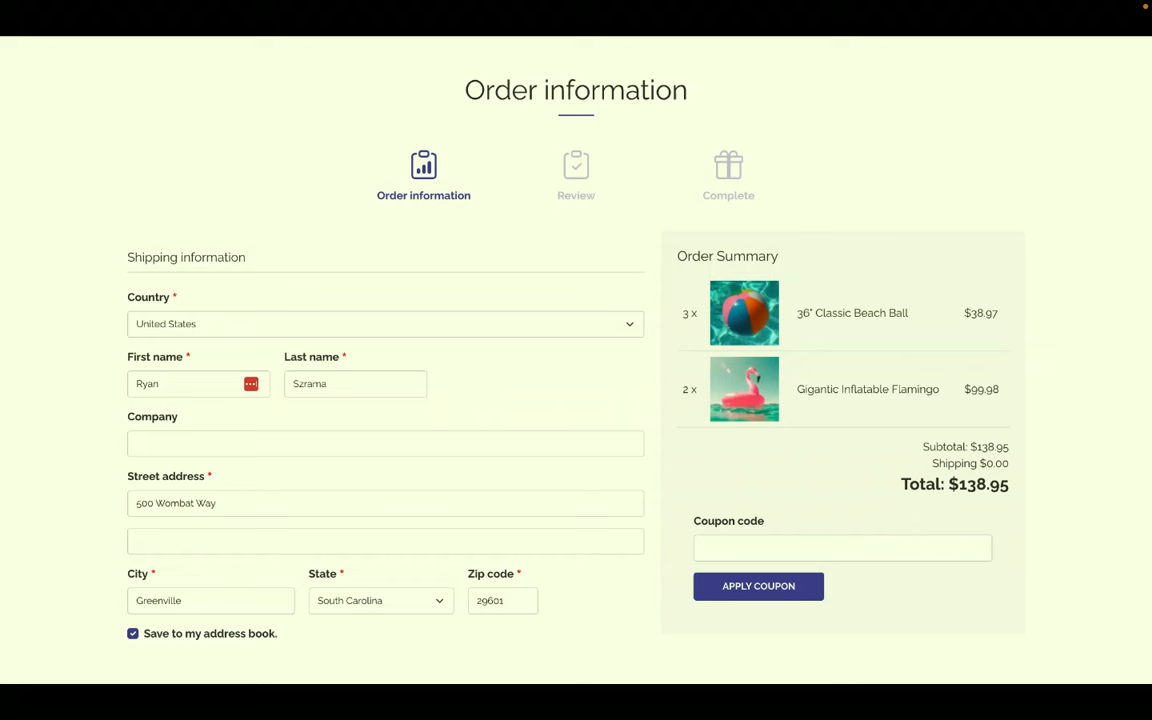 Order information
Order information
Review
Complete
Shipping information
Country *
United States
First name *
Last name *
Ryan
Szrama
Company
Street address *
500 Wombat Way
City *
State *
Zip code *
Greenville
South Carolina
29601
Save to my address book.
Order Summary
3 x 36" Classic Beach Ball $38.97
2 x Gigantic Inflatable Flamingo $99.98
Subtotal: $138.95
Shipping $0.00
Total: $138.95
Coupon code
APPLY COUPON